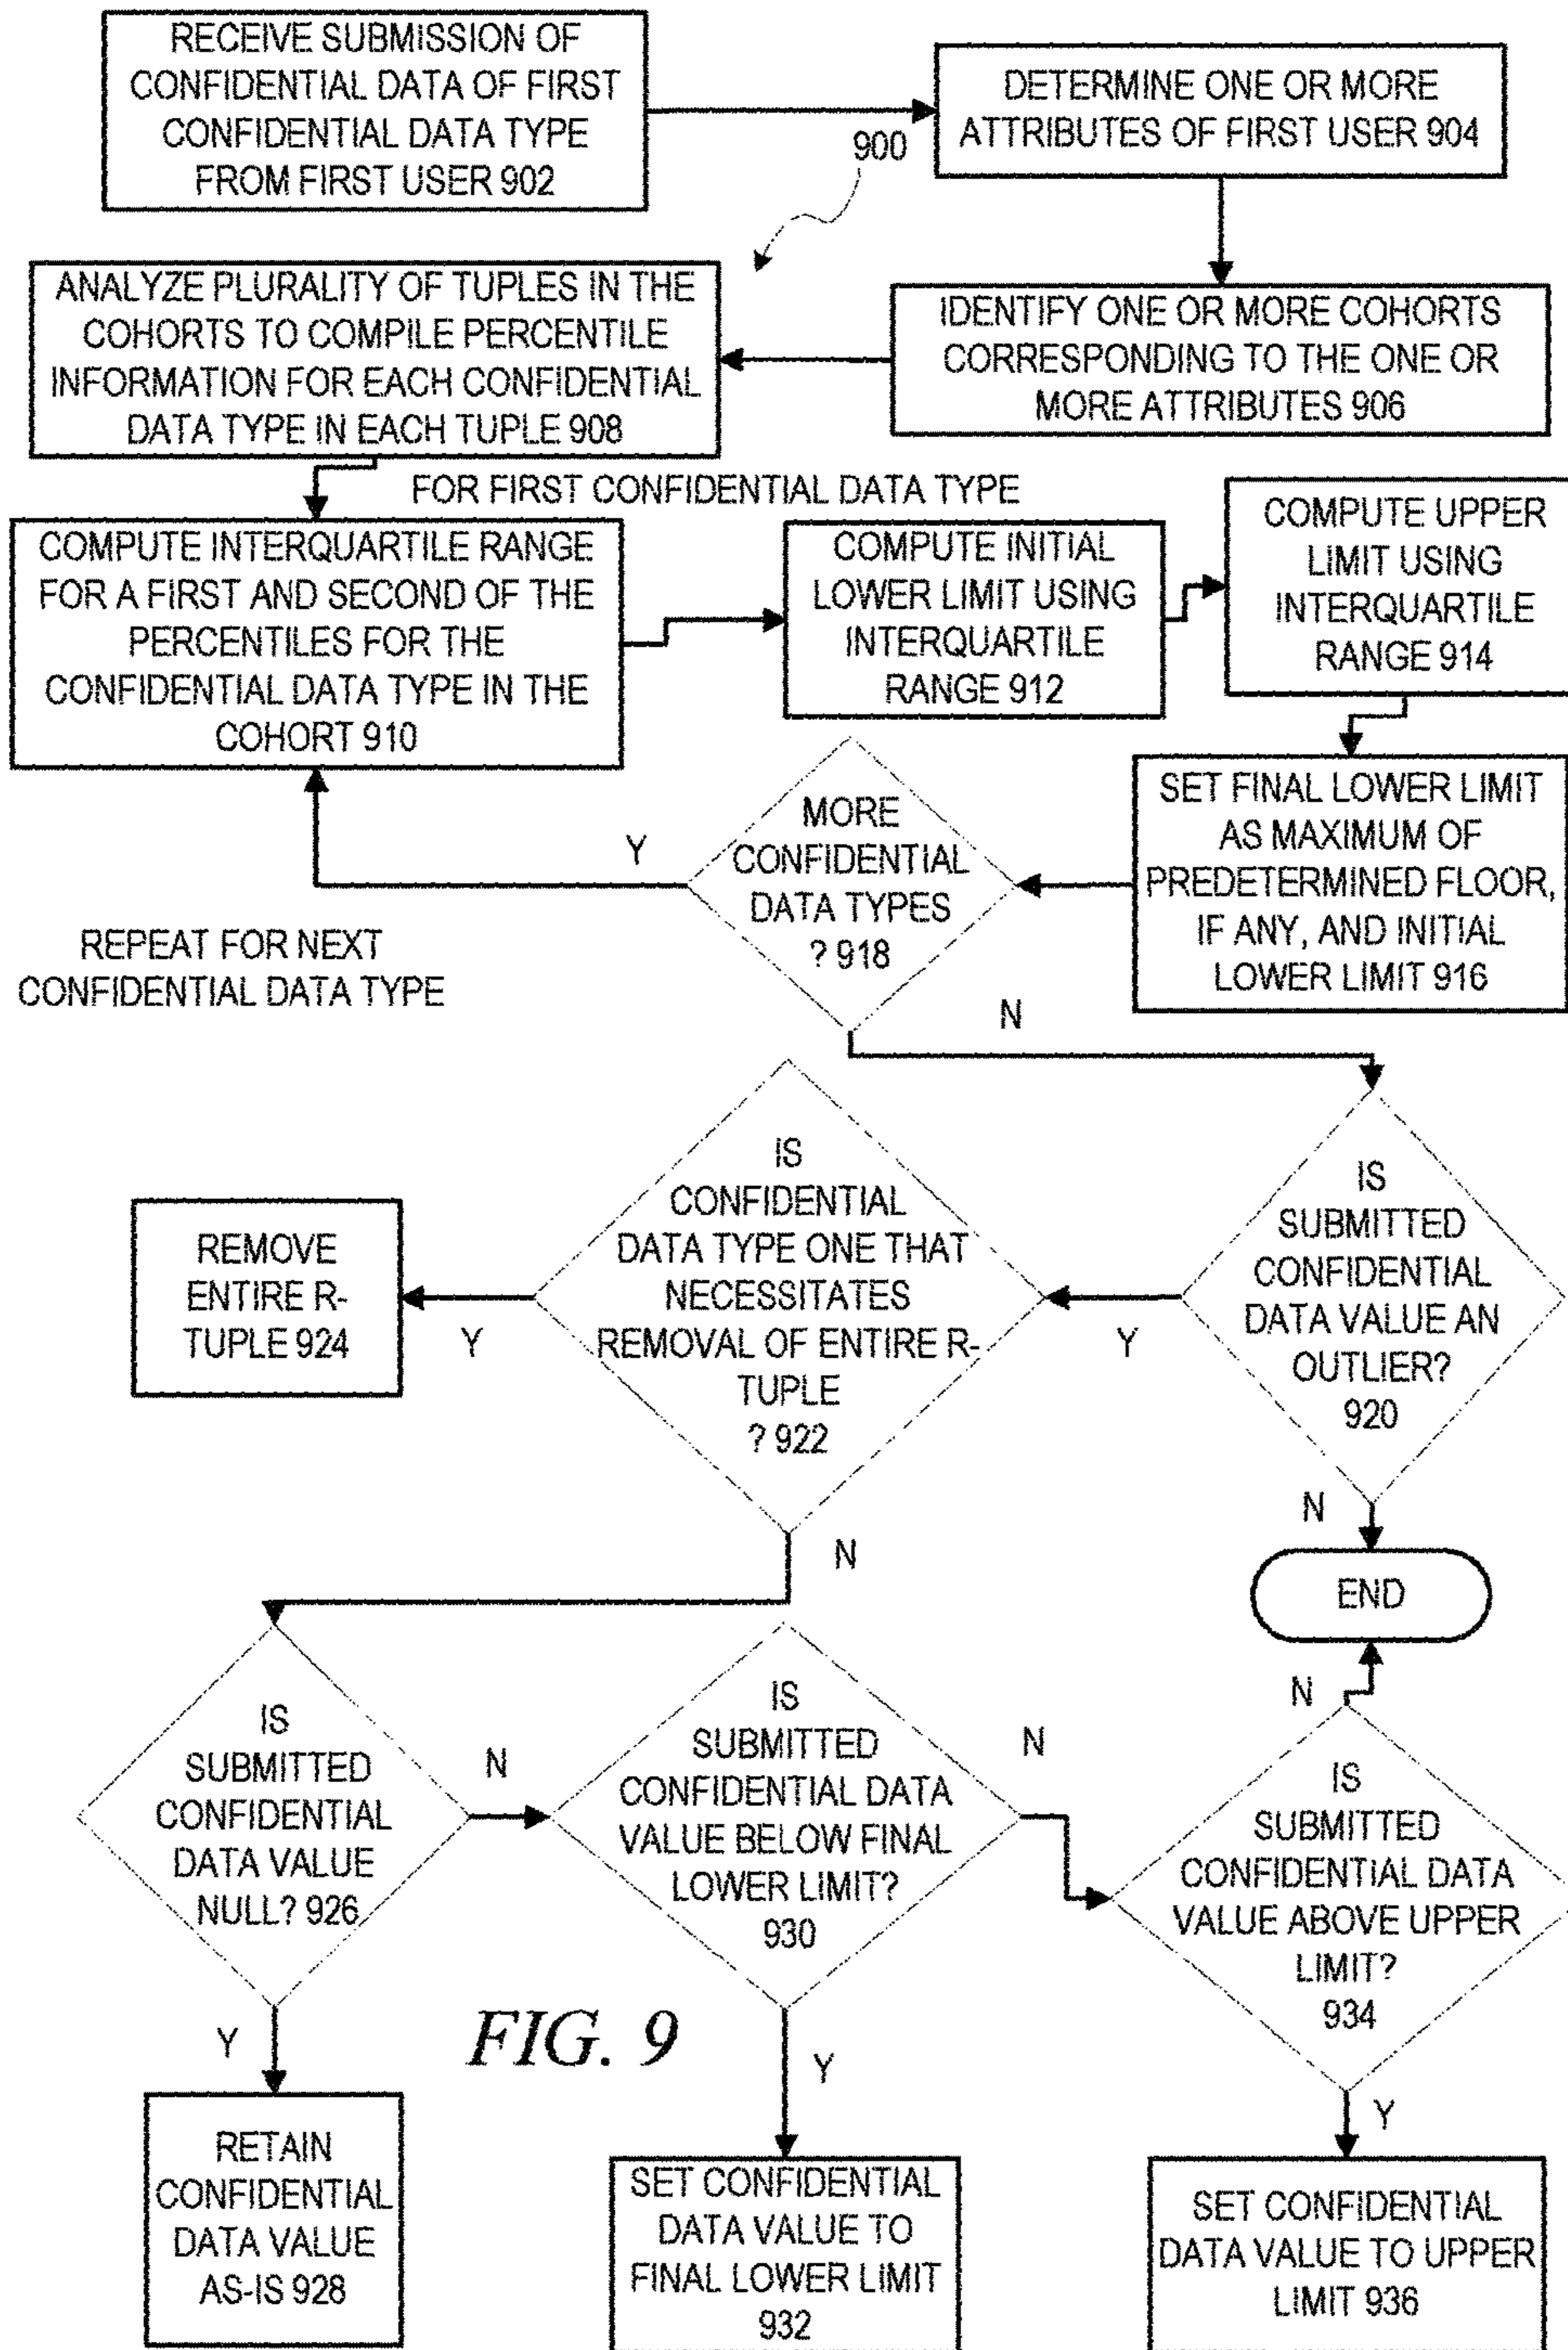 RECEIVE SUBMISSION OF
CONFIDENTIAL DATA OF FIRST
CONFIDENTIAL DATA TYPE
FROM FIRST USER 902
DETERMINE ONE OR MORE
ATTRIBUTES OF FIRST USER 904
900
ANALYZE PLURALITY OF TUPLES IN THE
COHORTS TO COMPILE PERCENTILE
INFORMATION FOR EACH CONFIDENTIAL
DATA TYPE IN EACH TUPLE 908
IDENTIFY ONE OR MORE COHORTS
CORRESPONDING TO THE ONE OR
MORE ATTRIBUTES 906
FOR FIRST CONFIDENTIAL DATA TYPE
COMPUTE INTERQUARTILE RANGE
FOR A FIRST AND SECOND OF THE
PERCENTILES FOR THE
CONFIDENTIAL DATA TYPE IN THE
COHORT 910
COMPUTE INITIAL
LOWER LIMIT USING
INTERQUARTILE
RANGE 912
COMPUTE UPPER
LIMIT USING
INTERQUARTILE
RANGE 914
SET FINAL LOWER LIMIT
AS MAXIMUM OF
PREDETERMINED FLOOR,
IF ANY, AND INITIAL
LOWER LIMIT 916
MORE
CONFIDENTIAL
DATA TYPES
? 918
Y
REPEAT FOR NEXT
CONFIDENTIAL DATA TYPE
N
IS
SUBMITTED
CONFIDENTIAL
DATA VALUE AN
OUTLIER?
920
Y
N
END
IS
CONFIDENTIAL
DATA TYPE ONE THAT
NECESSITATES
REMOVAL OF ENTIRE R-
TUPLE
? 922
Y
REMOVE
ENTIRE R-
TUPLE 924
N
IS
SUBMITTED
CONFIDENTIAL
DATA VALUE
NULL? 926
N
Y
RETAIN
CONFIDENTIAL
DATA VALUE
AS-IS 928
IS
SUBMITTED
CONFIDENTIAL DATA
VALUE BELOW FINAL
LOWER LIMIT?
930
N
Y
SET CONFIDENTIAL
DATA VALUE TO
FINAL LOWER LIMIT
932
IS
SUBMITTED
CONFIDENTIAL DATA
VALUE ABOVE UPPER
LIMIT?
934
N
Y
SET CONFIDENTIAL
DATA VALUE TO UPPER
LIMIT 936
FIG. 9